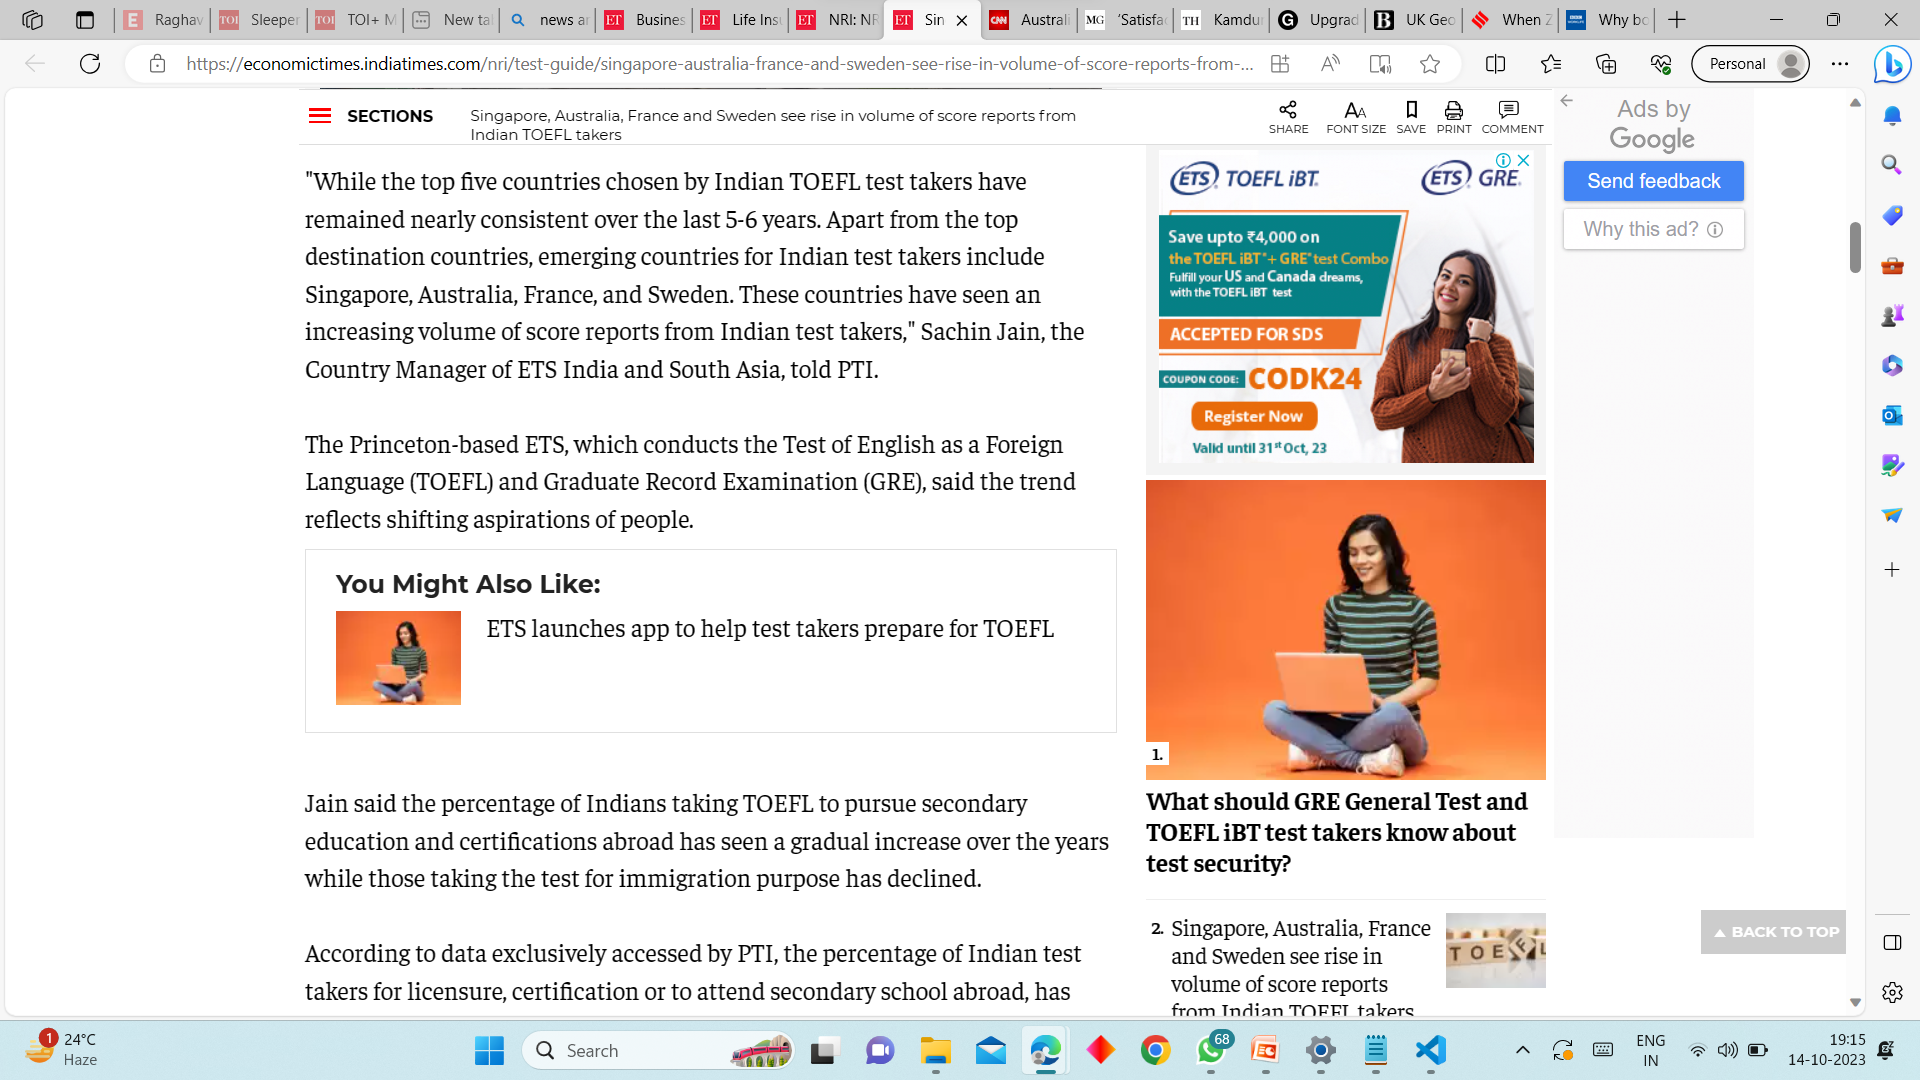 Raghav
Sleeper
TOI+ M
New tal
news ar
Busines
Life Insu
NRI: NR
Sin
Australi
'Satisfac
Kamdur
Upgrad
UK Geo
When Z
Why bo
https://economictimes.indiatimes.com/nri/test-guide/singapore-australia-france-and-sweden-see-rise-in-volume-of-score-reports-from-...
Personal
SECTIONS
Singapore, Australia, France and Sweden see rise in volume of score reports from
Indian TOEFL takers
SHARE
FONT SIZE
SAVE
PRINT
COMMENT
"While the top five countries chosen by Indian TOEFL test takers have
remained nearly consistent over the last 5-6 years. Apart from the top
destination countries, emerging countries for Indian test takers include
Singapore, Australia, France, and Sweden. These countries have seen an
increasing volume of score reports from Indian test takers," Sachin Jain, the
Country Manager of ETS India and South Asia, told PTI.
The Princeton-based ETS, which conducts the Test of English as a Foreign
Language (TOEFL) and Graduate Record Examination (GRE), said the trend
reflects shifting aspirations of people.
You Might Also Like:
ETS launches app to help test takers prepare for TOEFL
Jain said the percentage of Indians taking TOEFL to pursue secondary
education and certifications abroad has seen a gradual increase over the years
while those taking the test for immigration purpose has declined.
According to data exclusively accessed by PTI, the percentage of Indian test
takers for licensure, certification or to attend secondary school abroad, has
ETS TOEFL iBT.
ETS GRE.
Save upto ₹4,000 on
the TOEFL iBT®+ GRE® test Combo
Fulfill your US and Canada dreams,
with the TOEFL iBT test
ACCEPTED FOR SDS
COUPON CODE: CODK24
Register Now
Valid until 31st Oct, 23
1.
What should GRE General Test and
TOEFL iBT test takers know about
test security?
2. Singapore, Australia, France
and Sweden see rise in
volume of score reports
from Indian TOEFL takers
TOEFL
Ads by
Google
Send feedback
Why this ad?
BACK TO TOP
1
24°C
Haze
Search
68
ENG
IN
19:15
14-10-2023